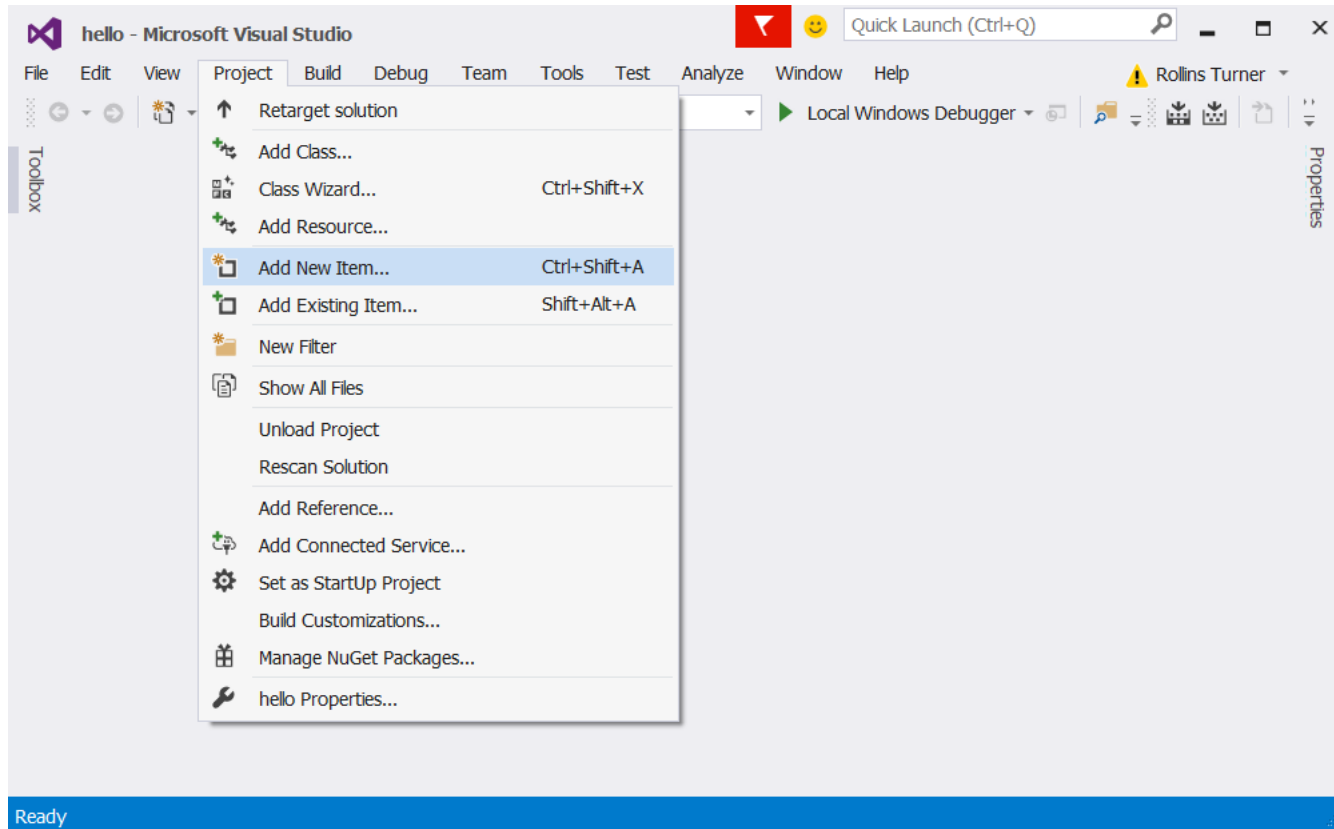 hello - Microsoft Visual Studio
Quick Launch (Ctrl+Q)
File Edit View Project Build Debug Team Tools Test Analyze Window Help
Rollins Turner
Local Windows Debugger
Toolbox
Properties
Retarget solution
Add Class...
Class Wizard... Ctrl+Shift+X
Add Resource...
Add New Item... Ctrl+Shift+A
Add Existing Item... Shift+Alt+A
New Filter
Show All Files
Unload Project
Rescan Solution
Add Reference...
Add Connected Service...
Set as StartUp Project
Build Customizations...
Manage NuGet Packages...
hello Properties...
Ready